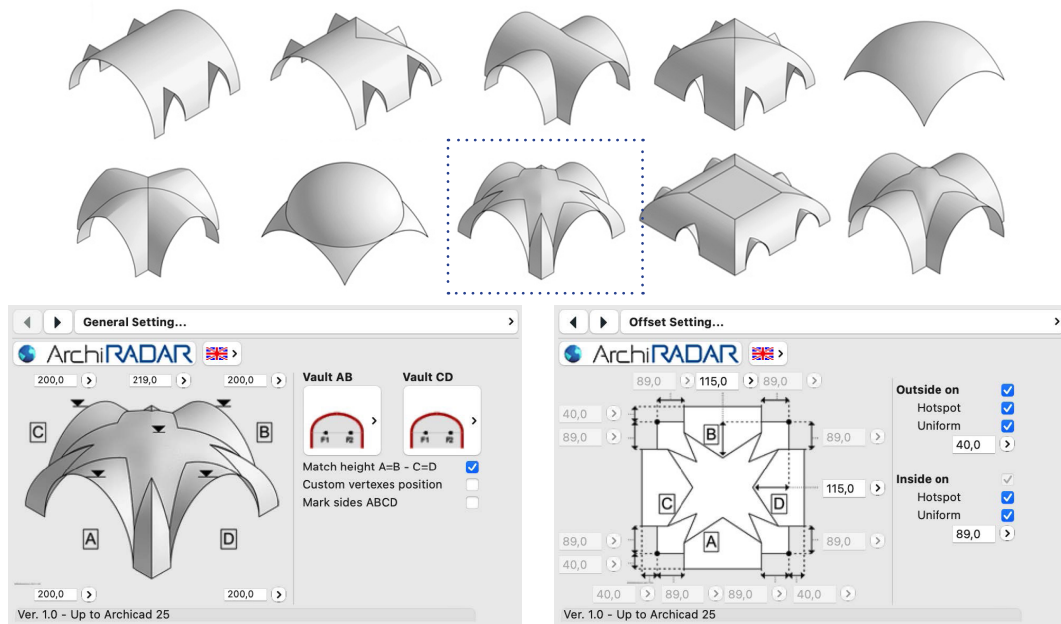 General Setting...
ArchiRADAR
200,0
219,0
200,0
C
B
A
D
200,0
200,0
Vault AB
Vault CD
F1 F2
F1 F2
Match height A=B - C=D
Custom vertexes position
Mark sides ABCD
Ver. 1.0 - Up to Archicad 25
Offset Setting...
ArchiRADAR
89,0
115,0
89,0
40,0
89,0
89,0
B
C
D
A
115,0
89,0
89,0
40,0
40,0
89,0
89,0
40,0
Outside on
Hotspot
Uniform
40,0
Inside on
Hotspot
Uniform
89,0
Ver. 1.0 - Up to Archicad 25